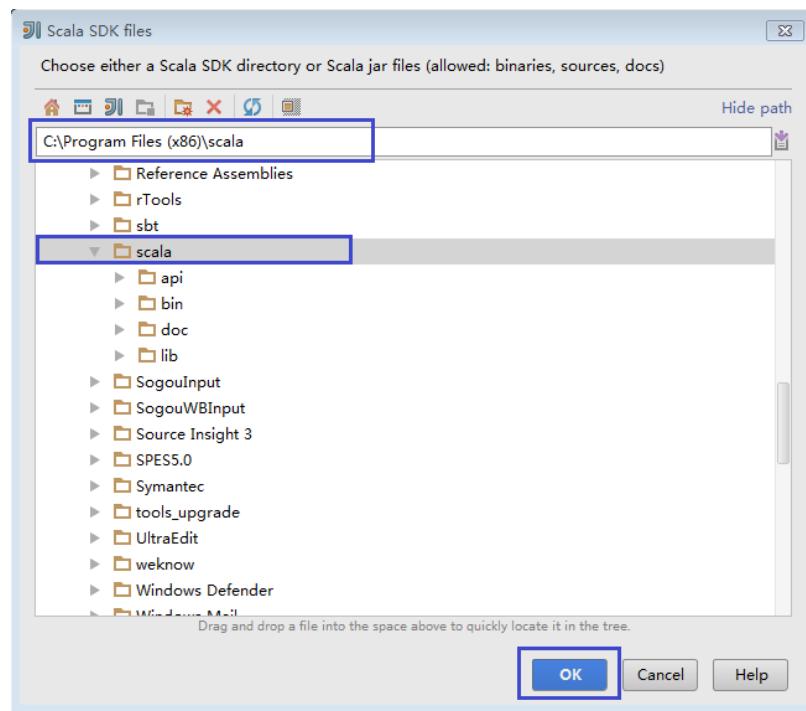 Scala SDK files
Choose either a Scala SDK directory or Scala jar files (allowed: binaries, sources, docs)
Hide path
C:\Program Files (x86)\scala
Reference Assemblies
rTools
sbt
scala
api
bin
doc
lib
SogouInput
SogouWBInput
Source Insight 3
SPES5.0
Symantec
tools_upgrade
UltraEdit
weknow
Windows Defender
Windows Mail
Drag and drop a file into the space above to quickly locate it in the tree.
OK Cancel Help